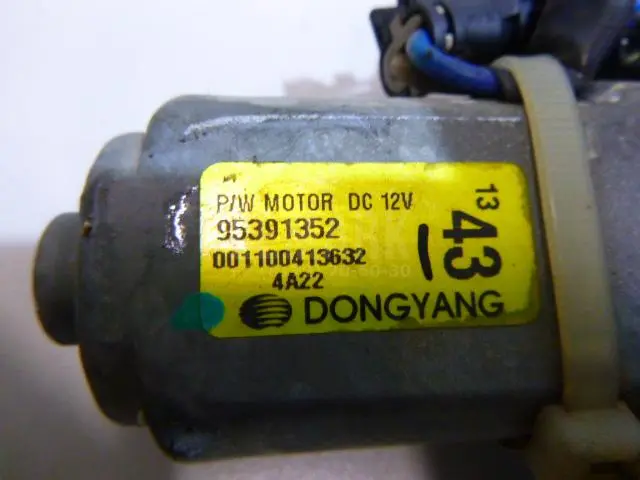 P/W MOTOR DC 12V
95391352
001100413632
4A22
DONGYANG
13
43